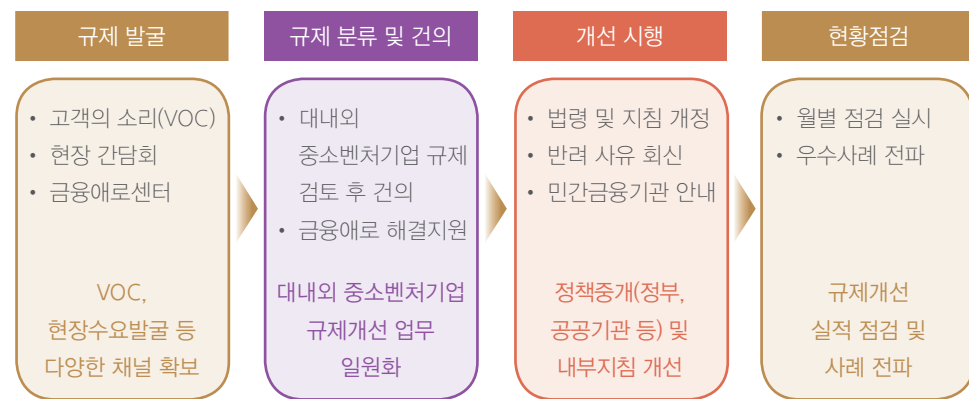 규제 발굴
• 고객의 소리(VOC)
• 현장 간담회
• 금융애로센터
VOC,
현장수요발굴 등
다양한 채널 확보
규제 분류 및 건의
• 대내외
중소벤처기업 규제
검토 후 건의
• 금융애로 해결지원
대내외 중소벤처기업
규제개선 업무
일원화
개선 시행
• 법령 및 지침 개정
• 반려 사유 회신
• 민간금융기관 안내
정책중개(정부,
공공기관 등) 및
내부지침 개선
현황점검
• 월별 점검 실시
• 우수사례 전파
규제개선
실적 점검 및
사례 전파